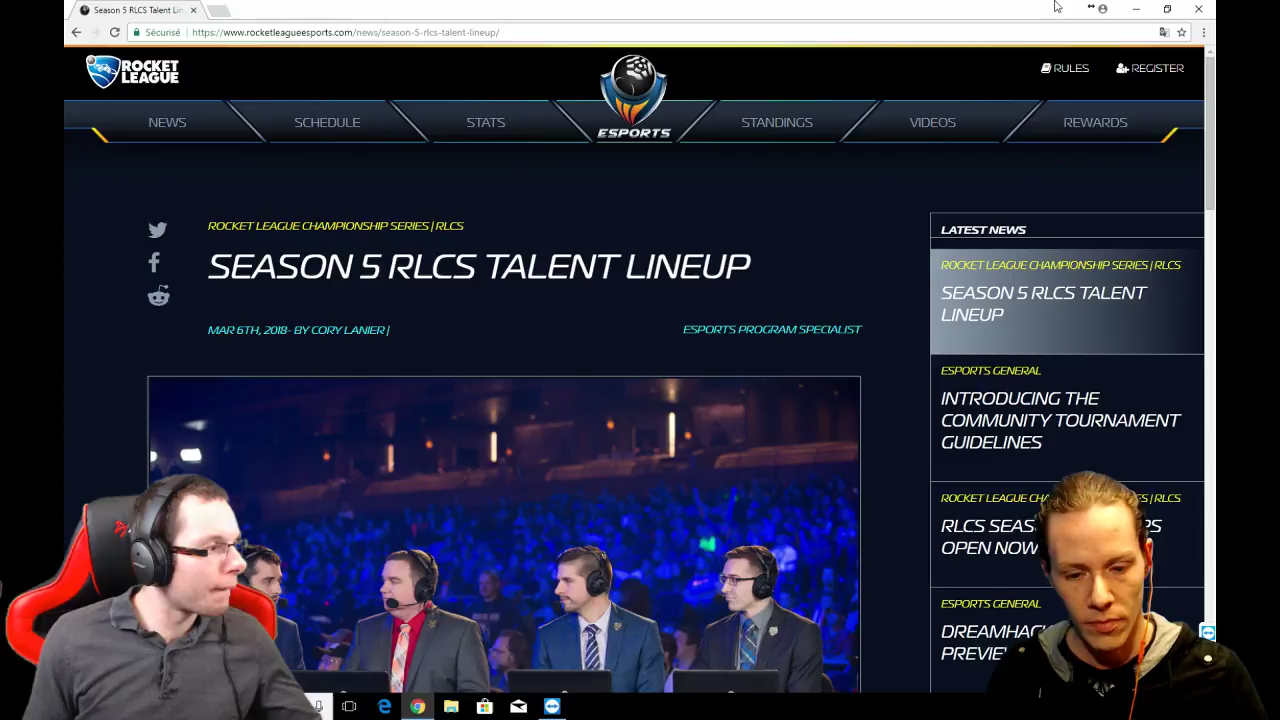 Season 5 RLCS Talent Lin
Sécurisé
https://www.rocketleagueesports.com/news/season-5-rlcs-talent-lineup/
ROCKET
LEAGUE
RULES
REGISTER
NEWS
SCHEDULE
STATS
ESPORTS
STANDINGS
VIDEOS
REWARDS
ROCKET LEAGUE CHAMPIONSHIP SERIES | RLCS
SEASON 5 RLCS TALENT LINEUP
MAR 6TH, 2018- BY CORY LANIER |
ESPORTS PROGRAM SPECIALIST
LATEST NEWS
ROCKET LEAGUE CHAMPIONSHIP SERIES | RLCS
SEASON 5 RLCS TALENT
LINEUP
ESPORTS GENERAL
INTRODUCING THE
COMMUNITY TOURNAMENT
GUIDELINES
ROCKET LEAGUE CHA ES | RLCS
RLCS SEAS RS
OPEN NOW
ESPORTS GENERAL
DREAMHAC
PREVIE